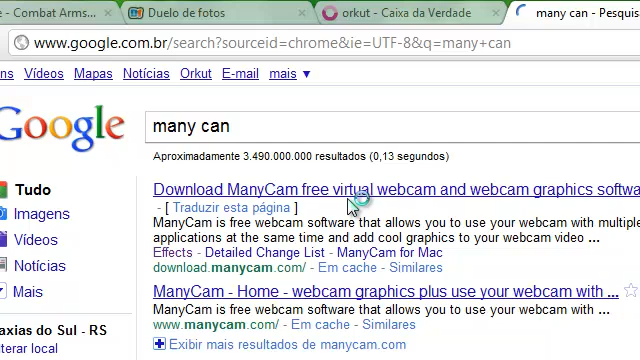 - Combat Arms... Duelo de fotos orkut - Caixa da Verdade many can - Pesquis
www.google.com.br/search?sourceid=chrome&ie=UTF-8&q=many+can
Vídeos Mapas Notícias Orkut E-mail mais
Google many can
Aproximadamente 3.490.000.000 resultados (0,13 segundos)
Tudo
Imagens
Vídeos
Notícias
Mais
axias do Sul - RS
lterar local
Download ManyCam free virtual webcam and webcam graphics softwa
- [ Traduzir esta página ]
ManyCam is free webcam software that allows you to use your webcam with multiple
applications at the same time and add cool graphics to your webcam video ...
Effects - Detailed Change List - ManyCam for Mac
download.manycam.com/ - Em cache - Similares
ManyCam - Home - webcam graphics plus use your webcam with ...
ManyCam is free webcam software that allows you to use your webcam with
www.manycam.com/ - Em cache - Similares
Exibir mais resultados de manycam.com